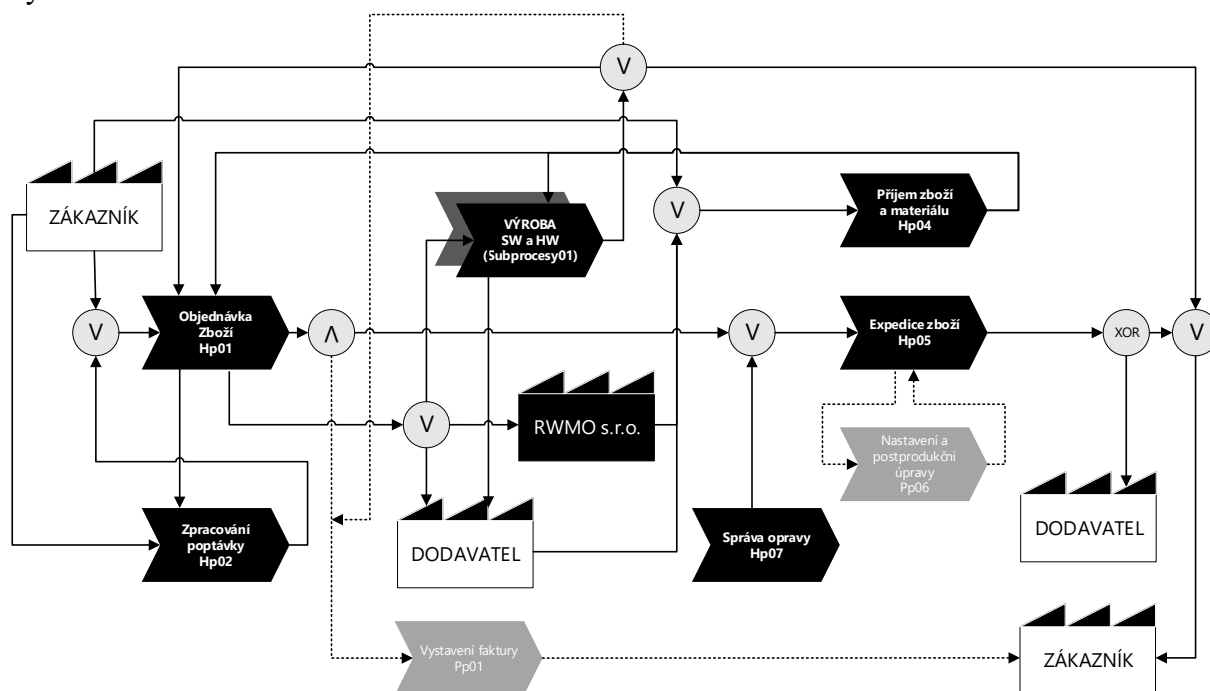 V
ZÁKAZNÍK
VÝROBA
SW a HW
(Subprocesy01)
V
Příjem zboží
a materiálu
Hp04
V
Objednávka
Zboží
Hp01
Λ
V
Expedice zboží
Hp05
XOR
V
V
RWMO s.r.o.
Nastavení a
postprodukční
úpravy
Pp06
Zpracování
poptávky
Hp02
DODAVATEL
Správa opravy
Hp07
DODAVATEL
Vystavení faktury
Pp01
ZÁKAZNÍK